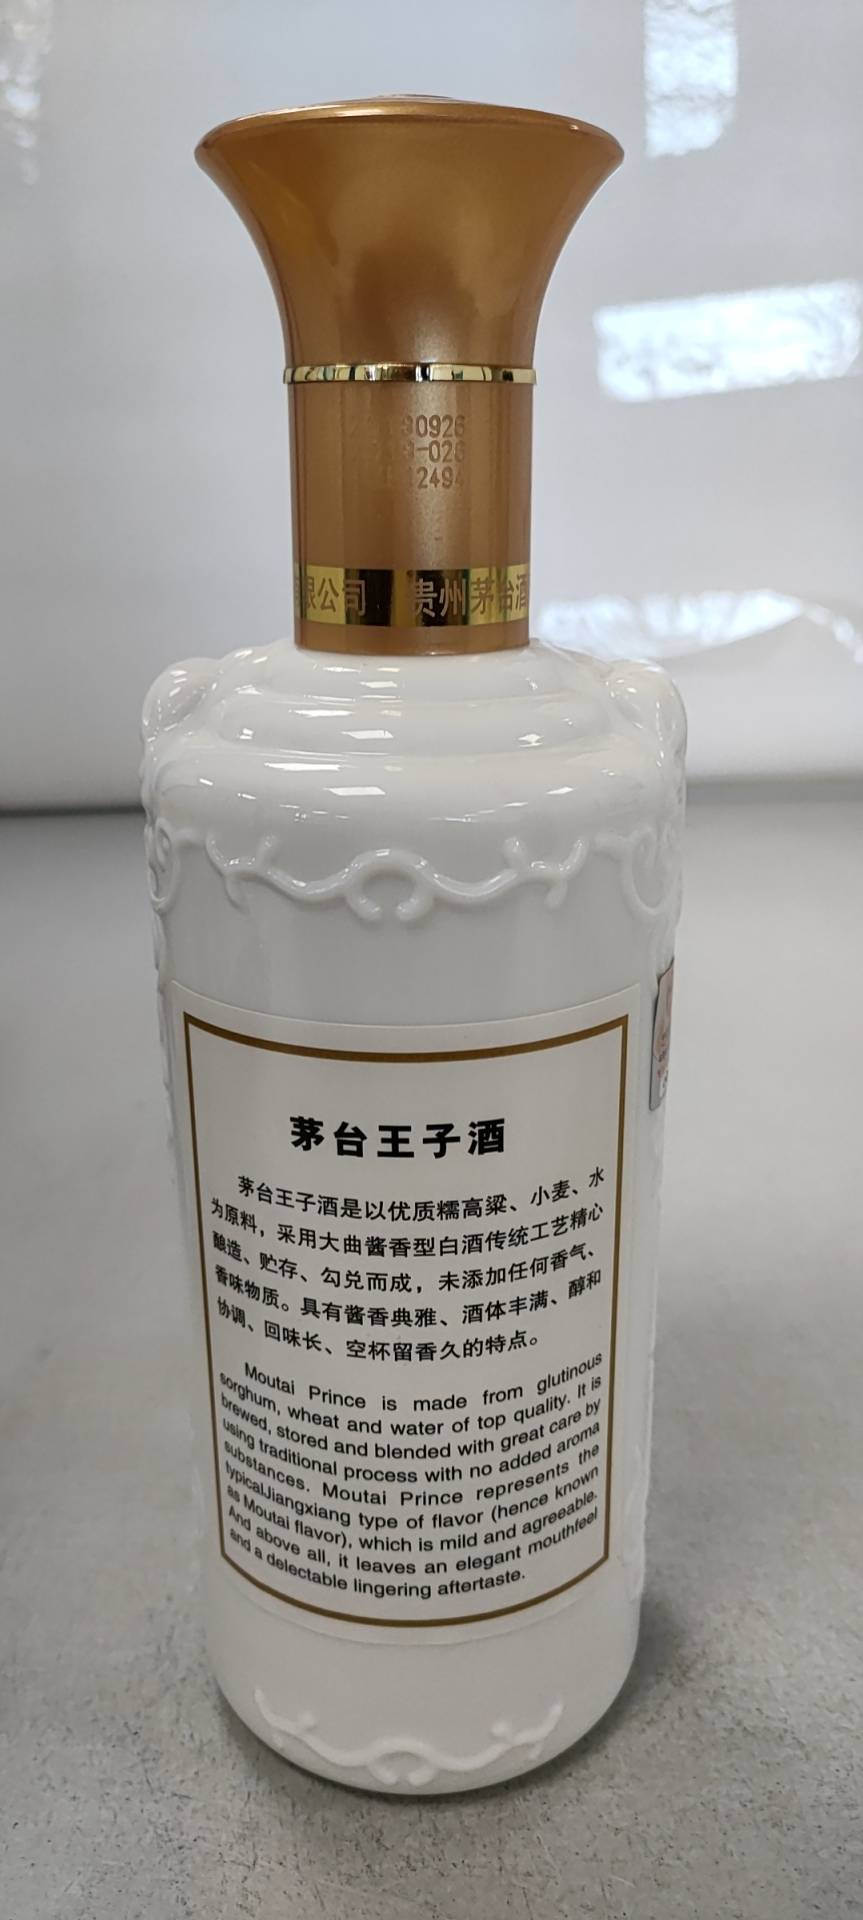 90926
-026
12494
限公司 贵州茅台酒
茅台王子酒
茅台王子酒是以优质糯高粱、小麦、水
为原料，采用大曲酱香型白酒传统工艺精心
酿造、贮存、勾兑而成，未添加任何香气、
香味物质。具有酱香典雅、酒体丰满、醇和
协调、回味长、空杯留香久的特点。
Moutai Prince is made from glutinous
sorghum, wheat and water of top quality. It is
brewed, stored and blended with great care by
using traditional process with no added aroma
substances. Moutai Prince represents the
typicalJiangxiang type of flavor (hence known
as Moutai flavor), which is mild and agreeable.
And above all, it leaves an elegant mouthfeel
and a delectable lingering aftertaste.